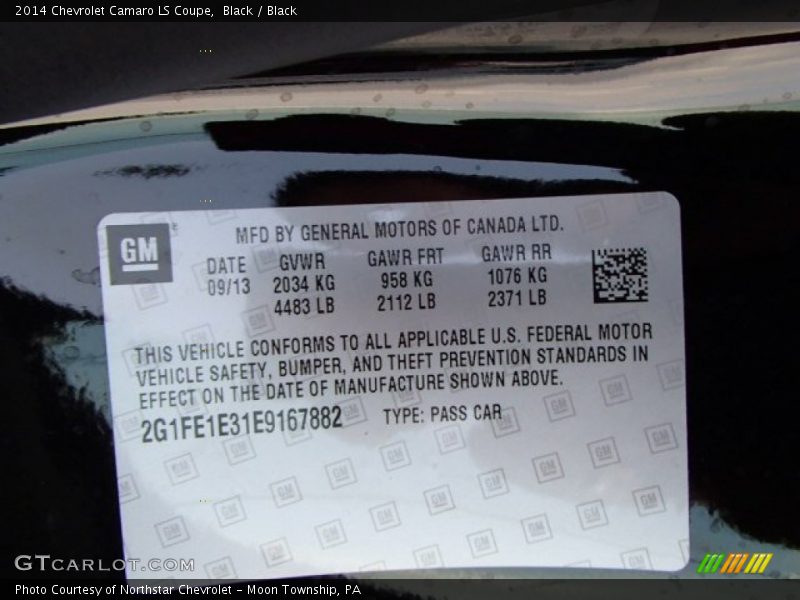 2014 Chevrolet Camaro LS Coupe,  Black / Black
MFD BY GENERAL MOTORS OF CANADA LTD.
GM
DATE GVWR GAWR FRT GAWR RR
09/13 2034 KG 958 KG 1076 KG
4483 LB 2112 LB 2371 LB
THIS VEHICLE CONFORMS TO ALL APPLICABLE U.S. FEDERAL MOTOR
VEHICLE SAFETY, BUMPER, AND THEFT PREVENTION STANDARDS IN
EFFECT ON THE DATE OF MANUFACTURE SHOWN ABOVE.
2G1FE1E31E9167882 TYPE: PASS CAR
GTCARLOT.COM
Photo Courtesy of Northstar Chevrolet - Moon Township, PA